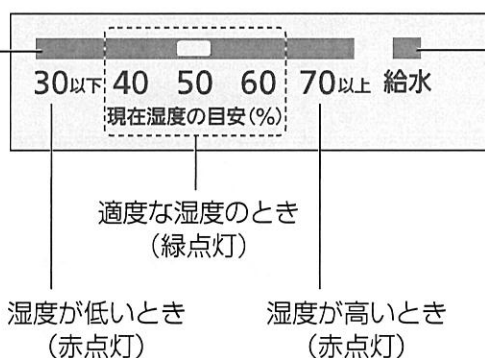 30以下 40 50 60 70以上 給水
現在湿度の目安(%)
適度な湿度のとき
(緑点灯)
湿度が低いとき
(赤点灯)
湿度が高いとき
(赤点灯)